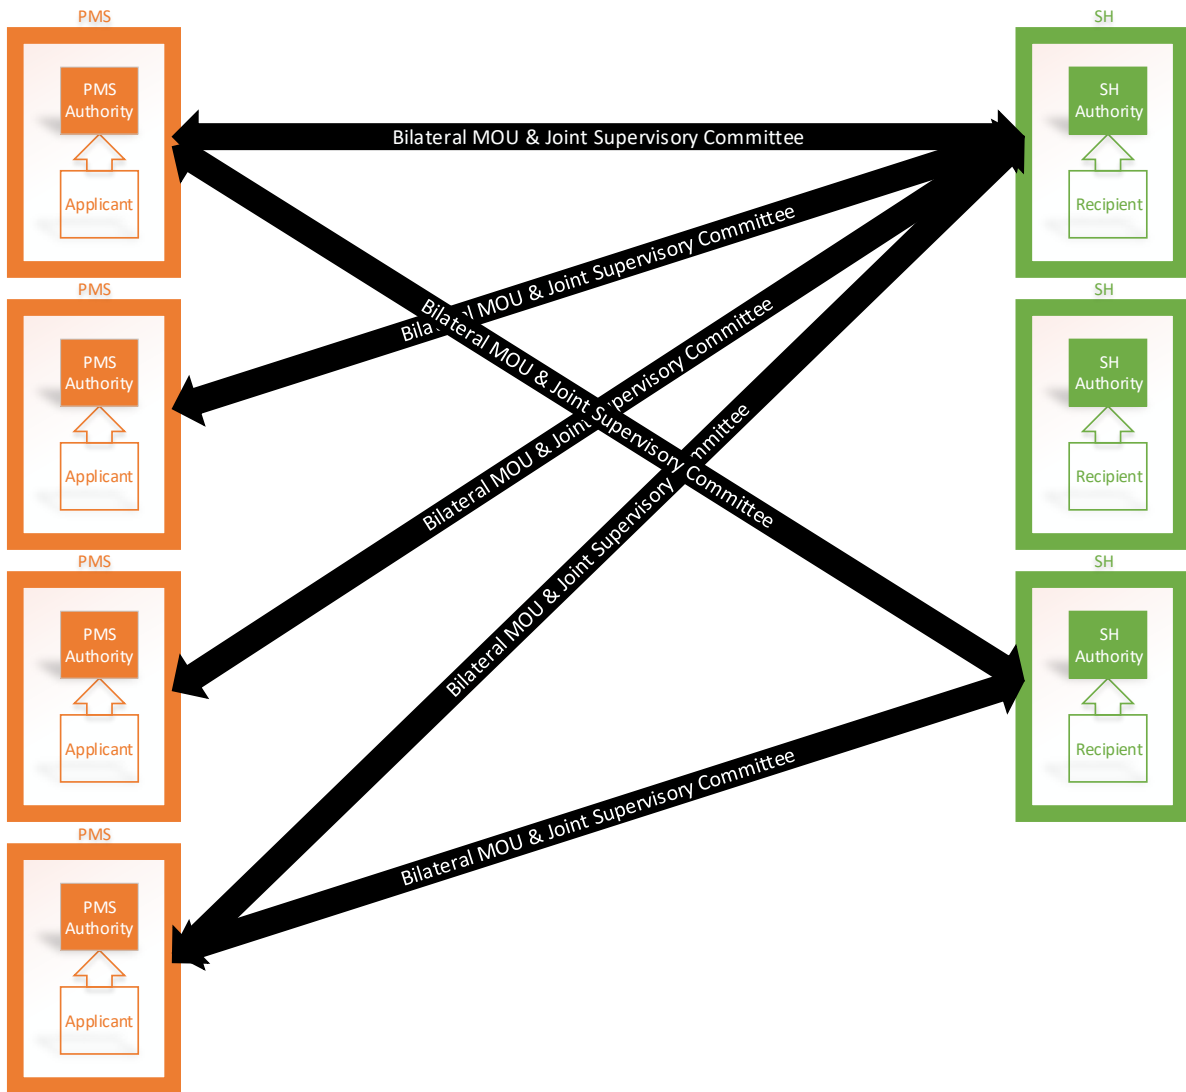 PMS
SH
PMS
Authority
Applicant
SH
Authority
Recipient
Bilateral MOU & Joint Supervisory Committee
Bilateral MOU & Joint Supervisory Committee
Bilateral MOU & Joint Supervisory Committee
Bilateral MOU & Joint Supervisory Committee
Bilateral MOU & Joint Supervisory Committee
PMS
SH
PMS
Authority
Applicant
SH
Authority
Recipient
PMS
SH
PMS
Authority
Applicant
SH
Authority
Recipient
Bilateral MOU & Joint Supervisory Committee
PMS
PMS
Authority
Applicant